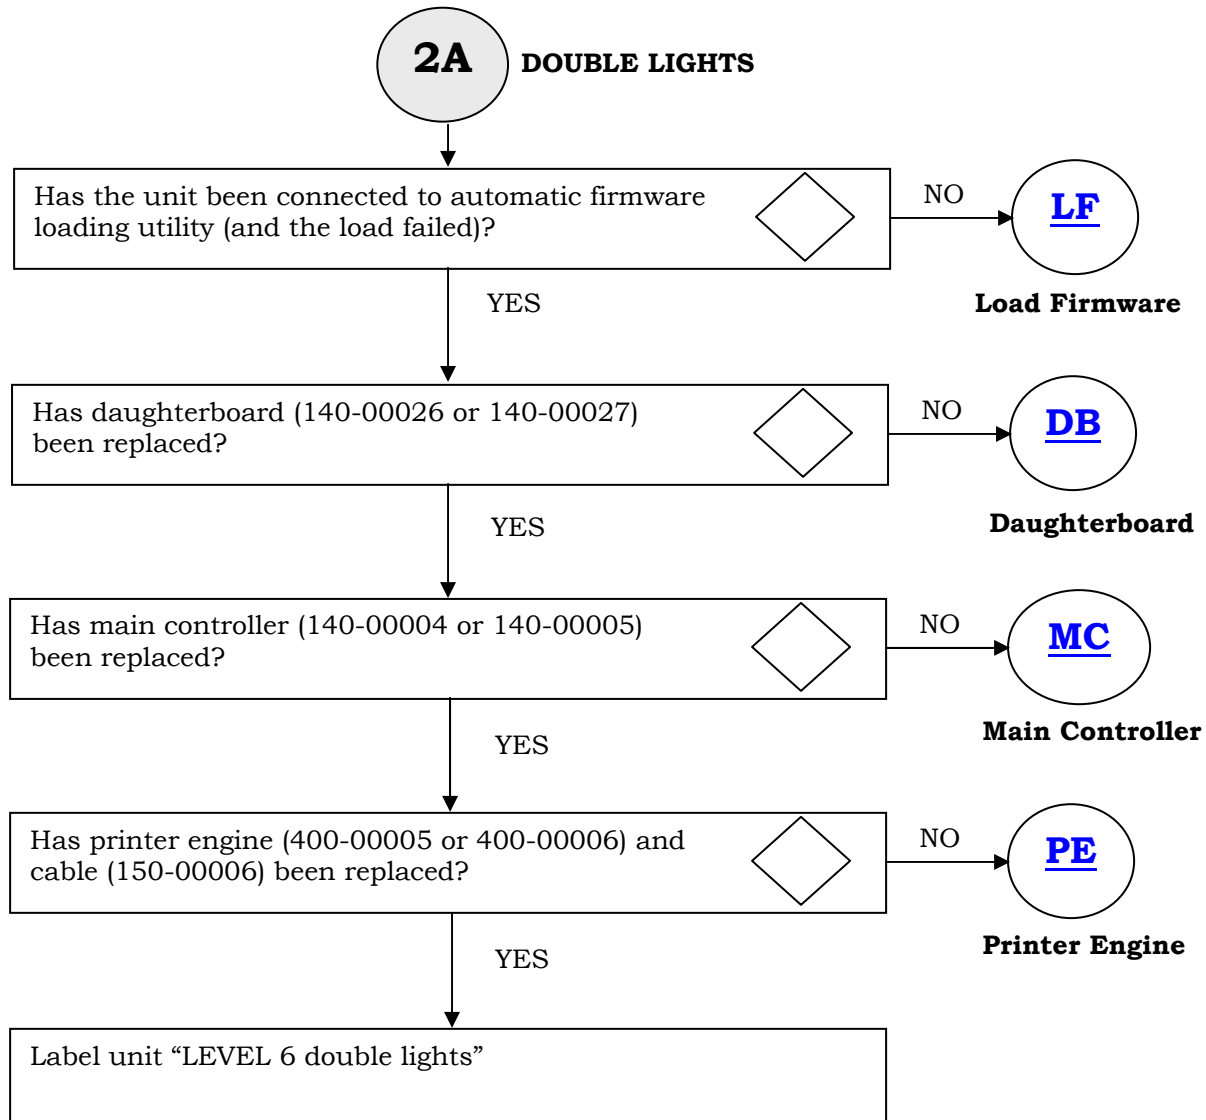 2A DOUBLE LIGHTS
Has the unit been connected to automatic firmware
loading utility (and the load failed)?
NO
LF
Load Firmware
YES
Has daughterboard (140-00026 or 140-00027)
been replaced?
NO
DB
Daughterboard
YES
Has main controller (140-00004 or 140-00005)
been replaced?
NO
MC
Main Controller
YES
Has printer engine (400-00005 or 400-00006) and
cable (150-00006) been replaced?
NO
PE
Printer Engine
YES
Label unit “LEVEL 6 double lights”